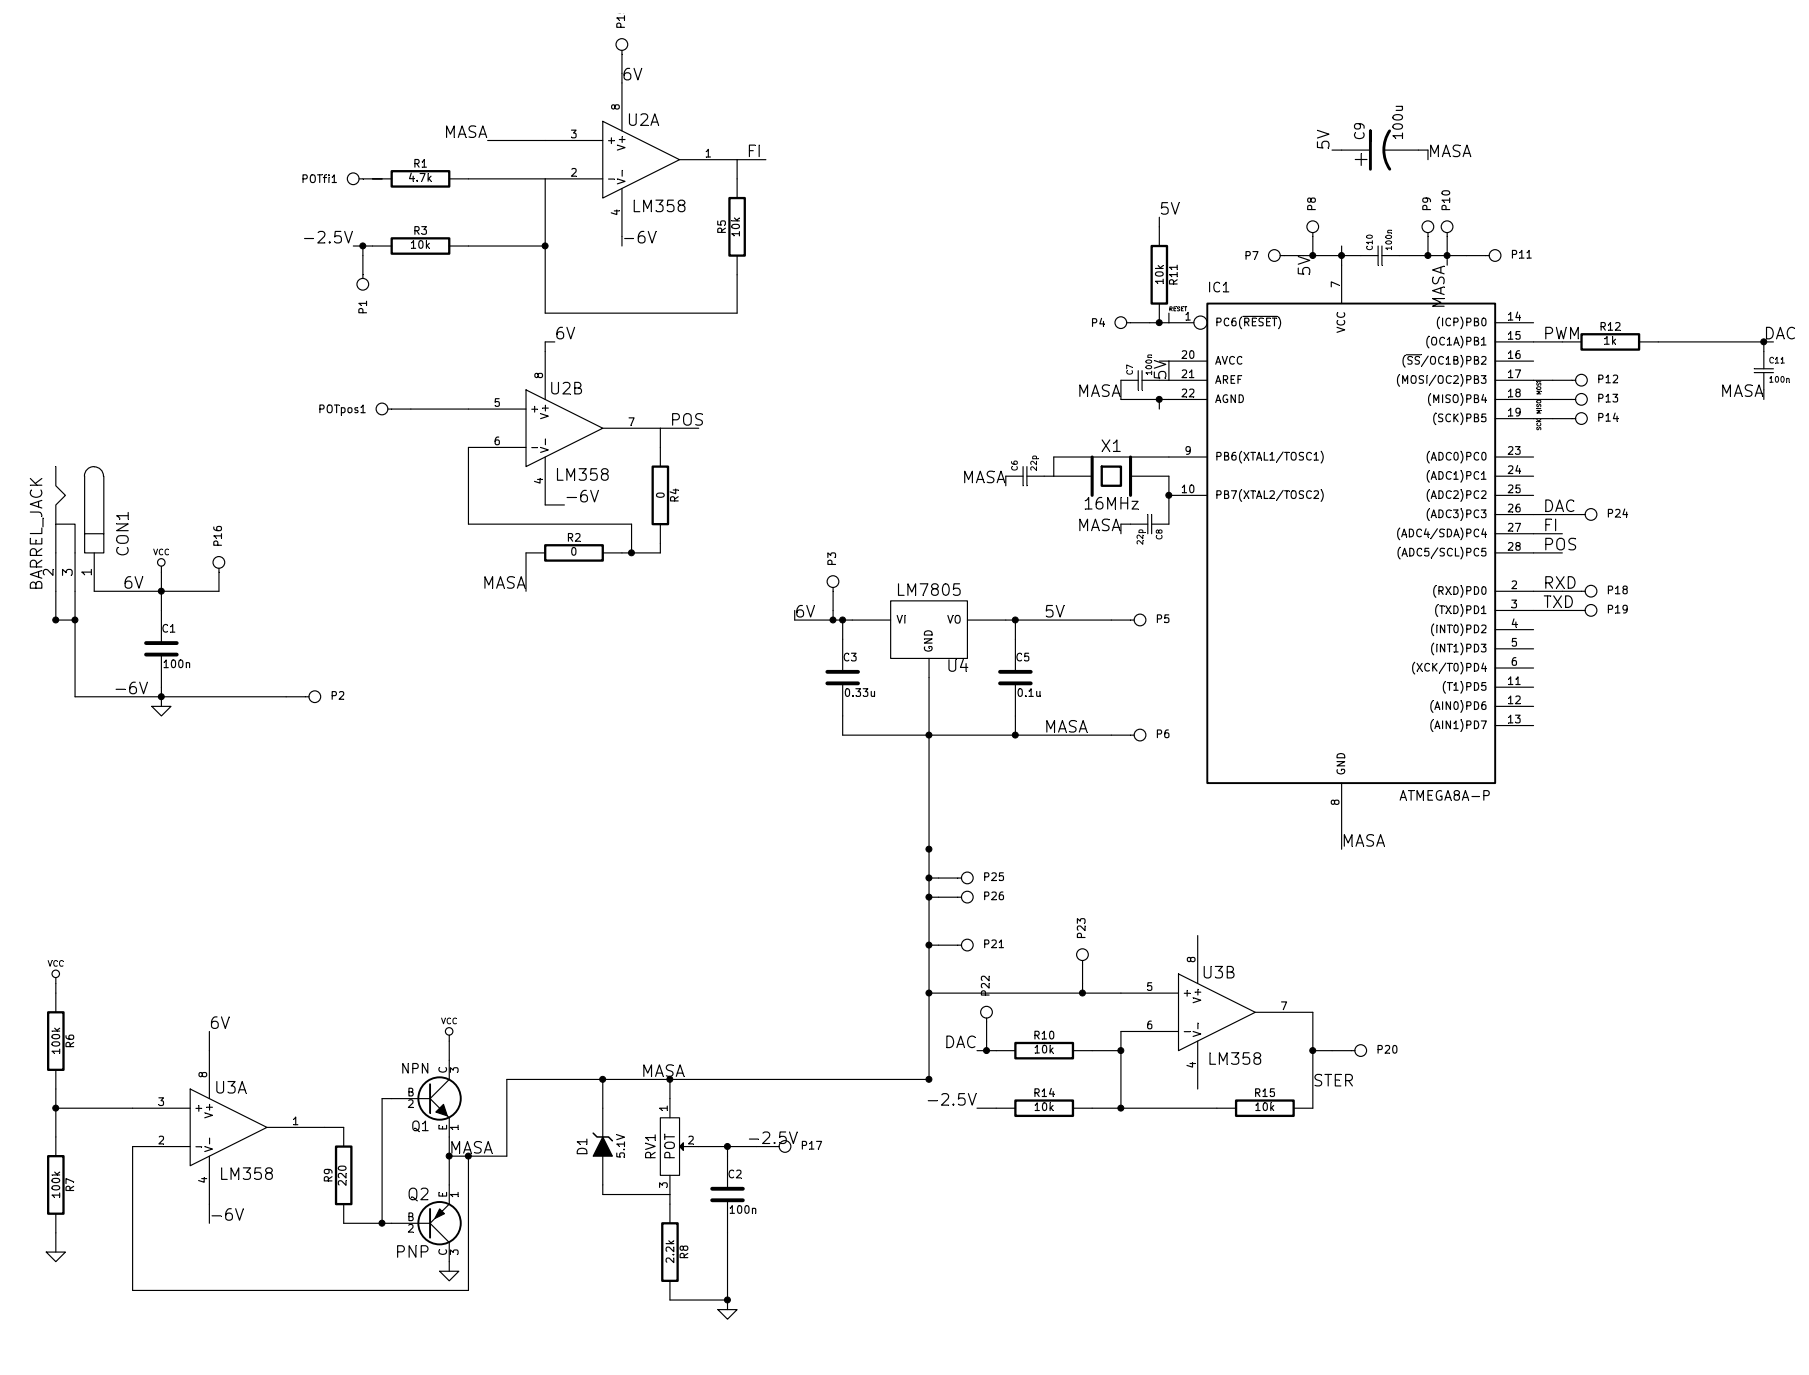 P1
6V
8
U2A
MASA
3
+
V+
1
FI
R1
POTfi1
4.7k
2
−
V-
4
LM358
−6V
R5
10k
R3
−2.5V
10k
P1
6V
8
U2B
POTpos1
5
+
V+
7
POS
6
−
V-
4
LM358
−6V
R4
0
R2
0
MASA
BARREL_JACK
2
3
1
CON1
6V
VCC
P16
C1
100n
−6V
P2
P3
LM7805
6V
VI
VO
GND
U4
5V
P5
C3
0.33u
C5
0.1u
MASA
P6
5V
C9
100u
+
MASA
P8
P9
P10
P7
5V
C10
100n
MASA
P11
7
5V
10k
R11
IC1
P4
RESET
1
PC6(RESET)
VCC
20
AVCC
C7
100n
5V
21
AREF
MASA
22
AGND
X1
9
PB6(XTAL1/TOSC1)
MASA
C6
22p
16MHz
10
PB7(XTAL2/TOSC2)
MASA
22p
C8
(ICP)PB0
14
(OC1A)PB1
15
PWM
R12
1k
DAC
(SS/OC1B)PB2
16
C11
100n
MASA
(MOSI/OC2)PB3
17
MOSI
P12
(MISO)PB4
18
MISO
P13
(SCK)PB5
19
SCK
P14
(ADC0)PC0
23
(ADC1)PC1
24
(ADC2)PC2
25
(ADC3)PC3
26
DAC
P24
(ADC4/SDA)PC4
27
FI
(ADC5/SCL)PC5
28
POS
(RXD)PD0
2
RXD
P18
(TXD)PD1
3
TXD
P19
(INT0)PD2
4
(INT1)PD3
5
(XCK/T0)PD4
6
(T1)PD5
11
(AIN0)PD6
12
(AIN1)PD7
13
GND
8
ATMEGA8A-P
MASA
P25
P26
P21
P23
P22
8
U3B
5
+
V+
7
6
−
V-
4
LM358
DAC
R10
10k
−2.5V
R14
10k
R15
10k
P20
STER
VCC
100k
R6
100k
R7
6V
8
U3A
3
+
V+
1
2
−
V-
4
LM358
−6V
R9
220
VCC
NPN
C
3
B
2
Q1
E
1
MASA
Q2
E
1
B
2
PNP
C
3
MASA
D1
5.1V
1
RV1
POT
2
3
−2.5V
P17
C2
100n
2.2k
R8